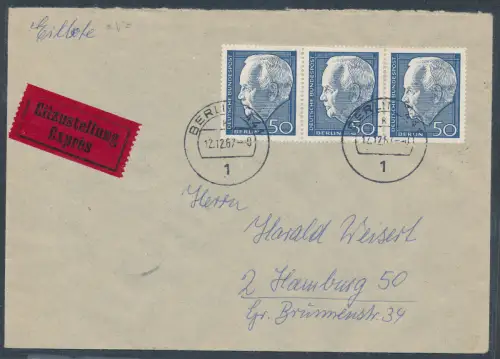 Eilbote
DEUTSCHE BUNDESPOST
BERLIN
50
DEUTSCHE BUNDESPOST
BERLIN
50
DEUTSCHE BUNDESPOST
BERLIN
50
BERLIN
12.12.67
1
BERLIN
12.12.67
1
Eilzustellung
Exprès
Herrn
Harald Weisert
2 Hamburg 50
Gr. Brunnenstr. 34